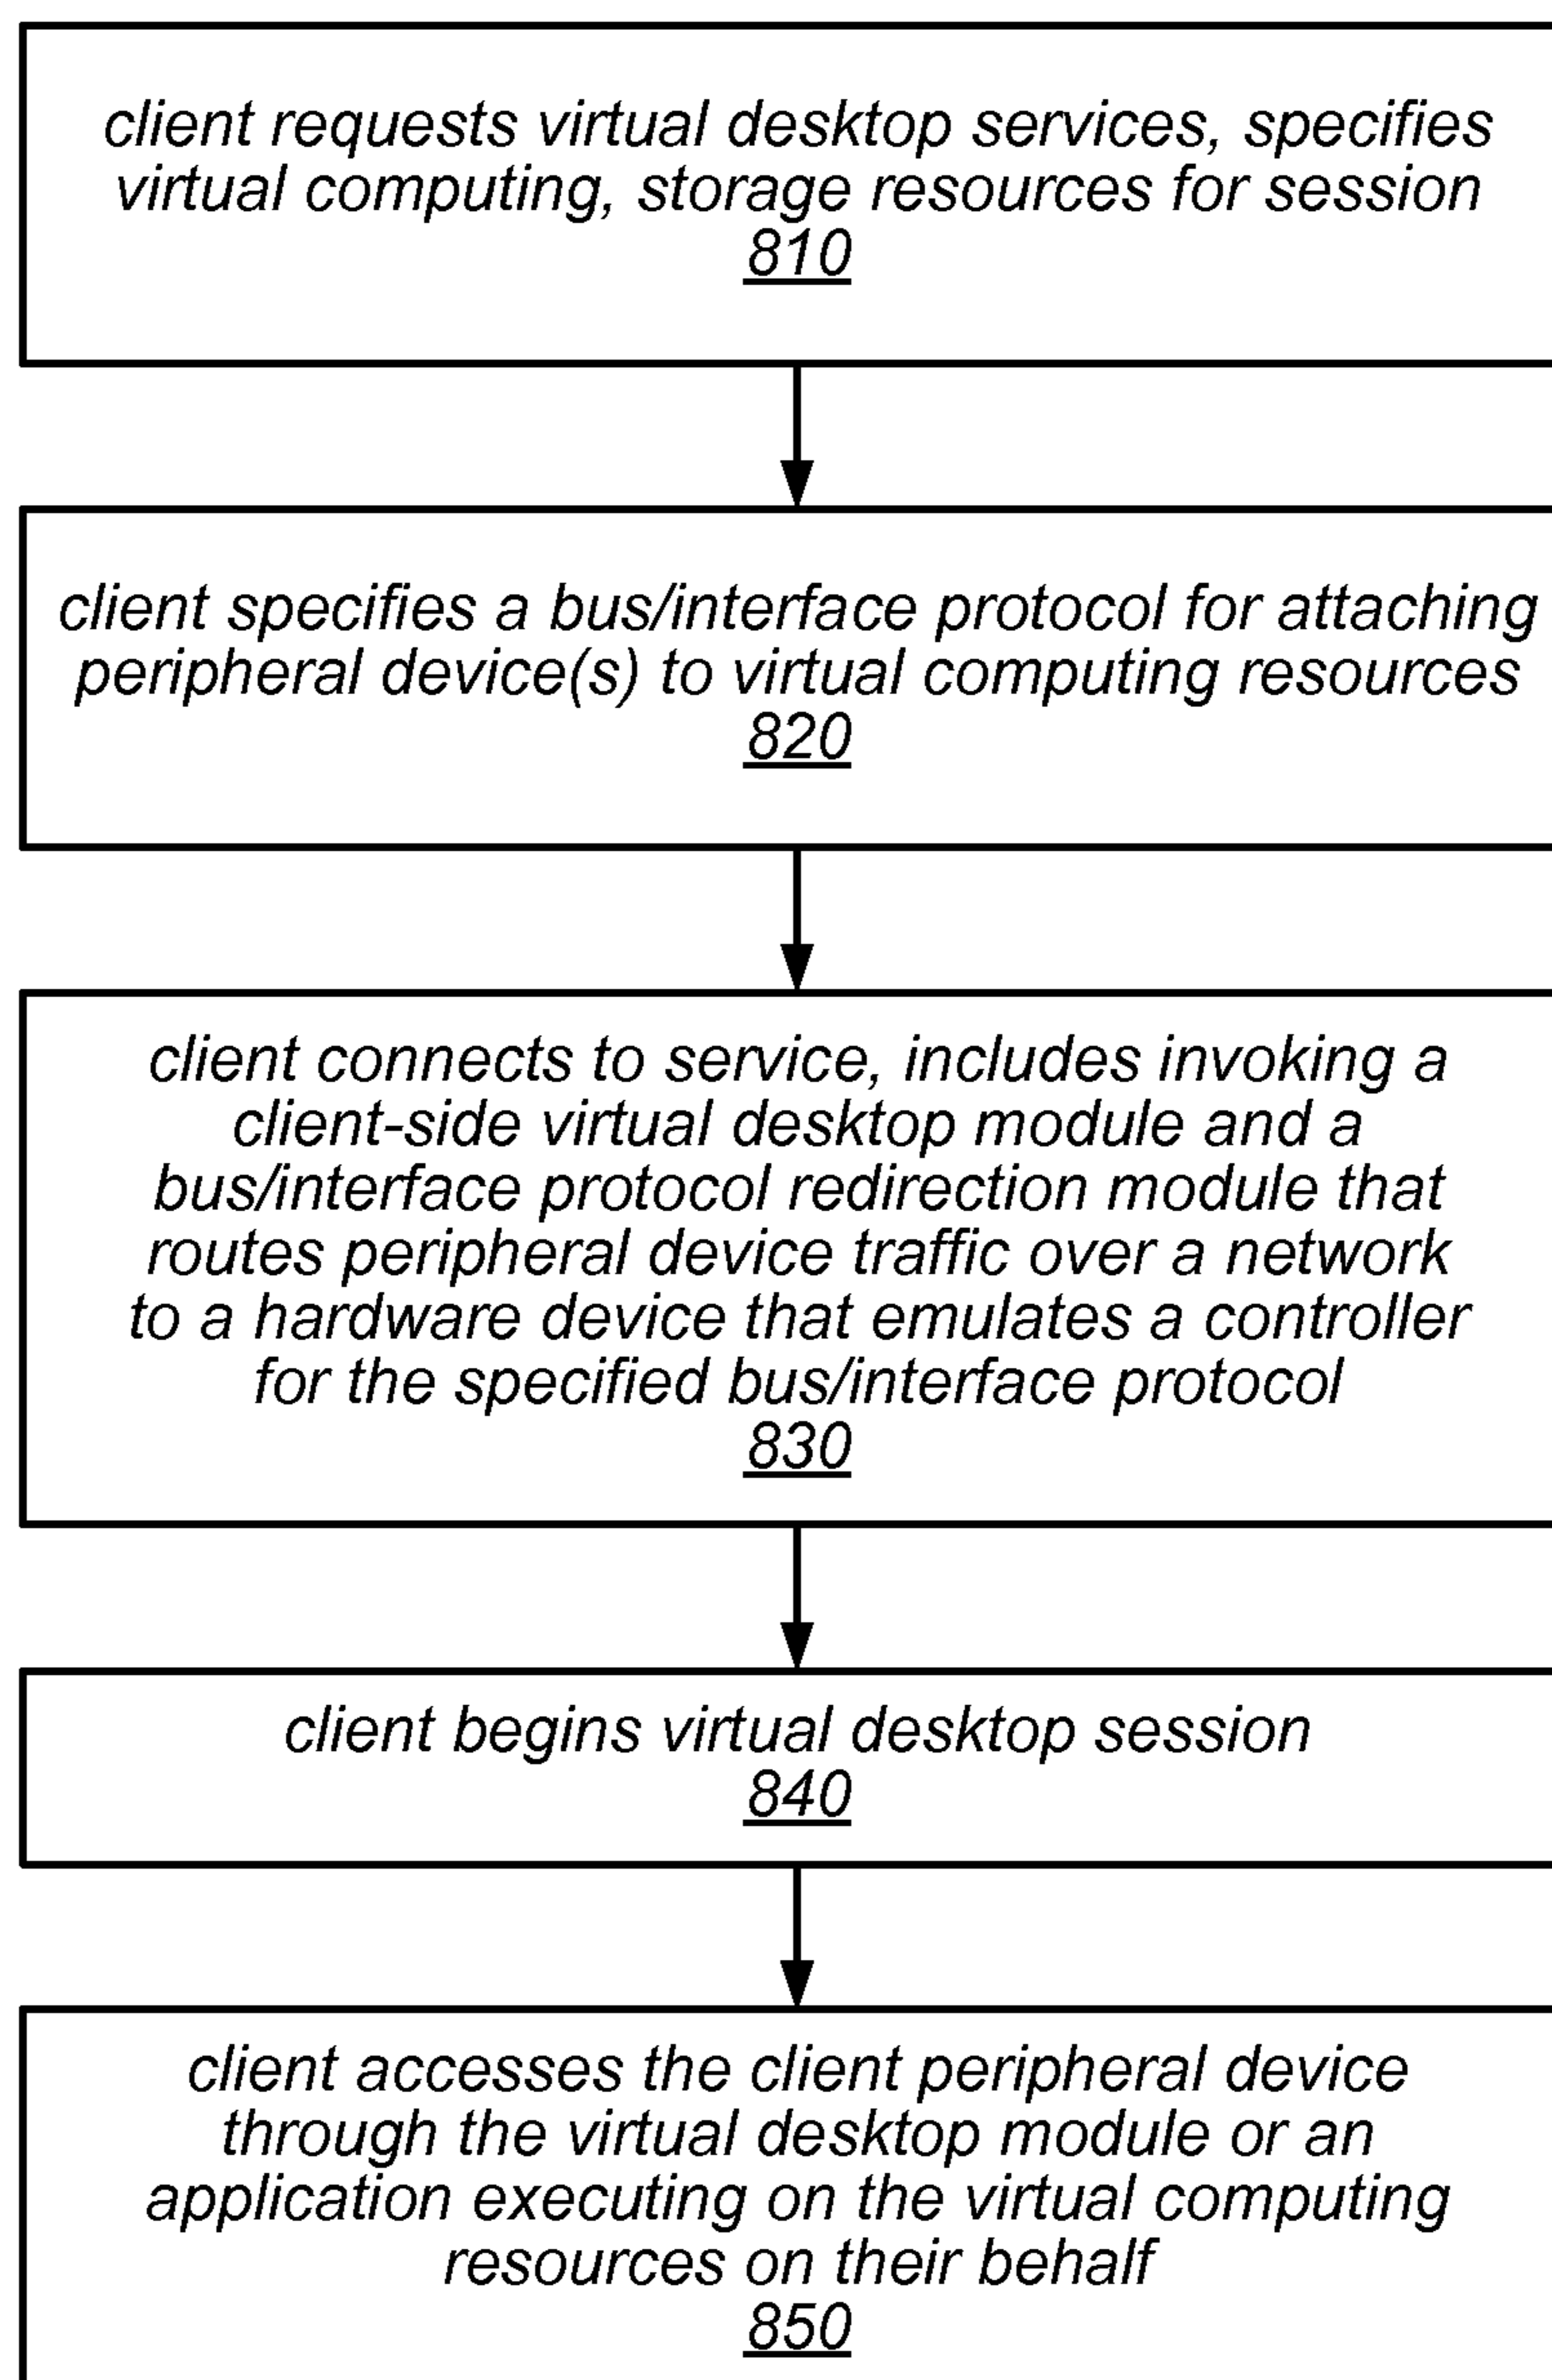 client requests virtual desktop services, specifies
virtual computing, storage resources for session
810
client specifies a bus/interface protocol for attaching
peripheral device(s) to virtual computing resources
820
client connects to service, includes invoking a
client-side virtual desktop module and a
bus/interface protocol redirection module that
routes peripheral device traffic over a network
to a hardware device that emulates a controller
for the specified bus/interface protocol
830
client begins virtual desktop session
840
client accesses the client peripheral device
through the virtual desktop module or an
application executing on the virtual computing
resources on their behalf
850